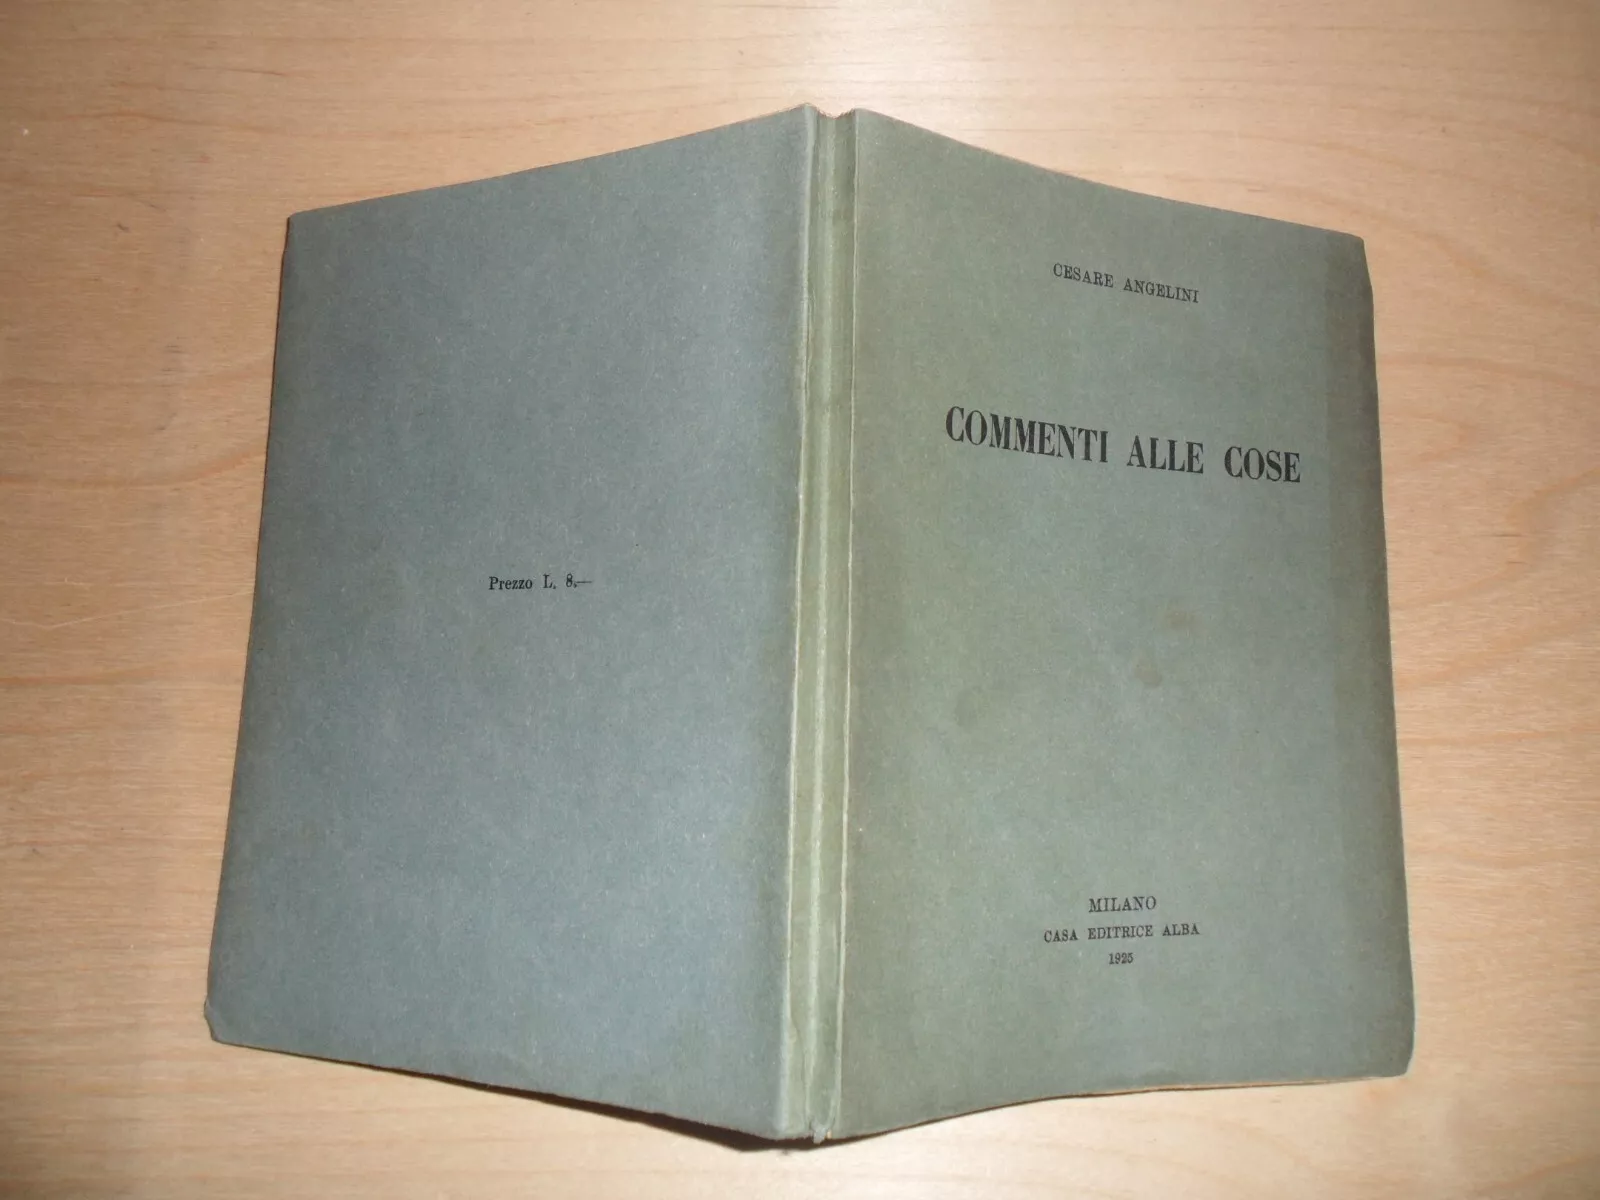 CESARE ANGELINI
COMMENTI ALLE COSE
MILANO
CASA EDITRICE ALBA
1925
Prezzo L. 8.—